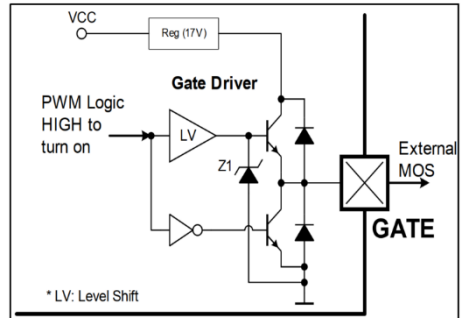 VCC
Reg (17V)
Gate Driver
PWM Logic
HIGH to
turn on
LV
Z1
External
MOS
GATE
* LV: Level Shift